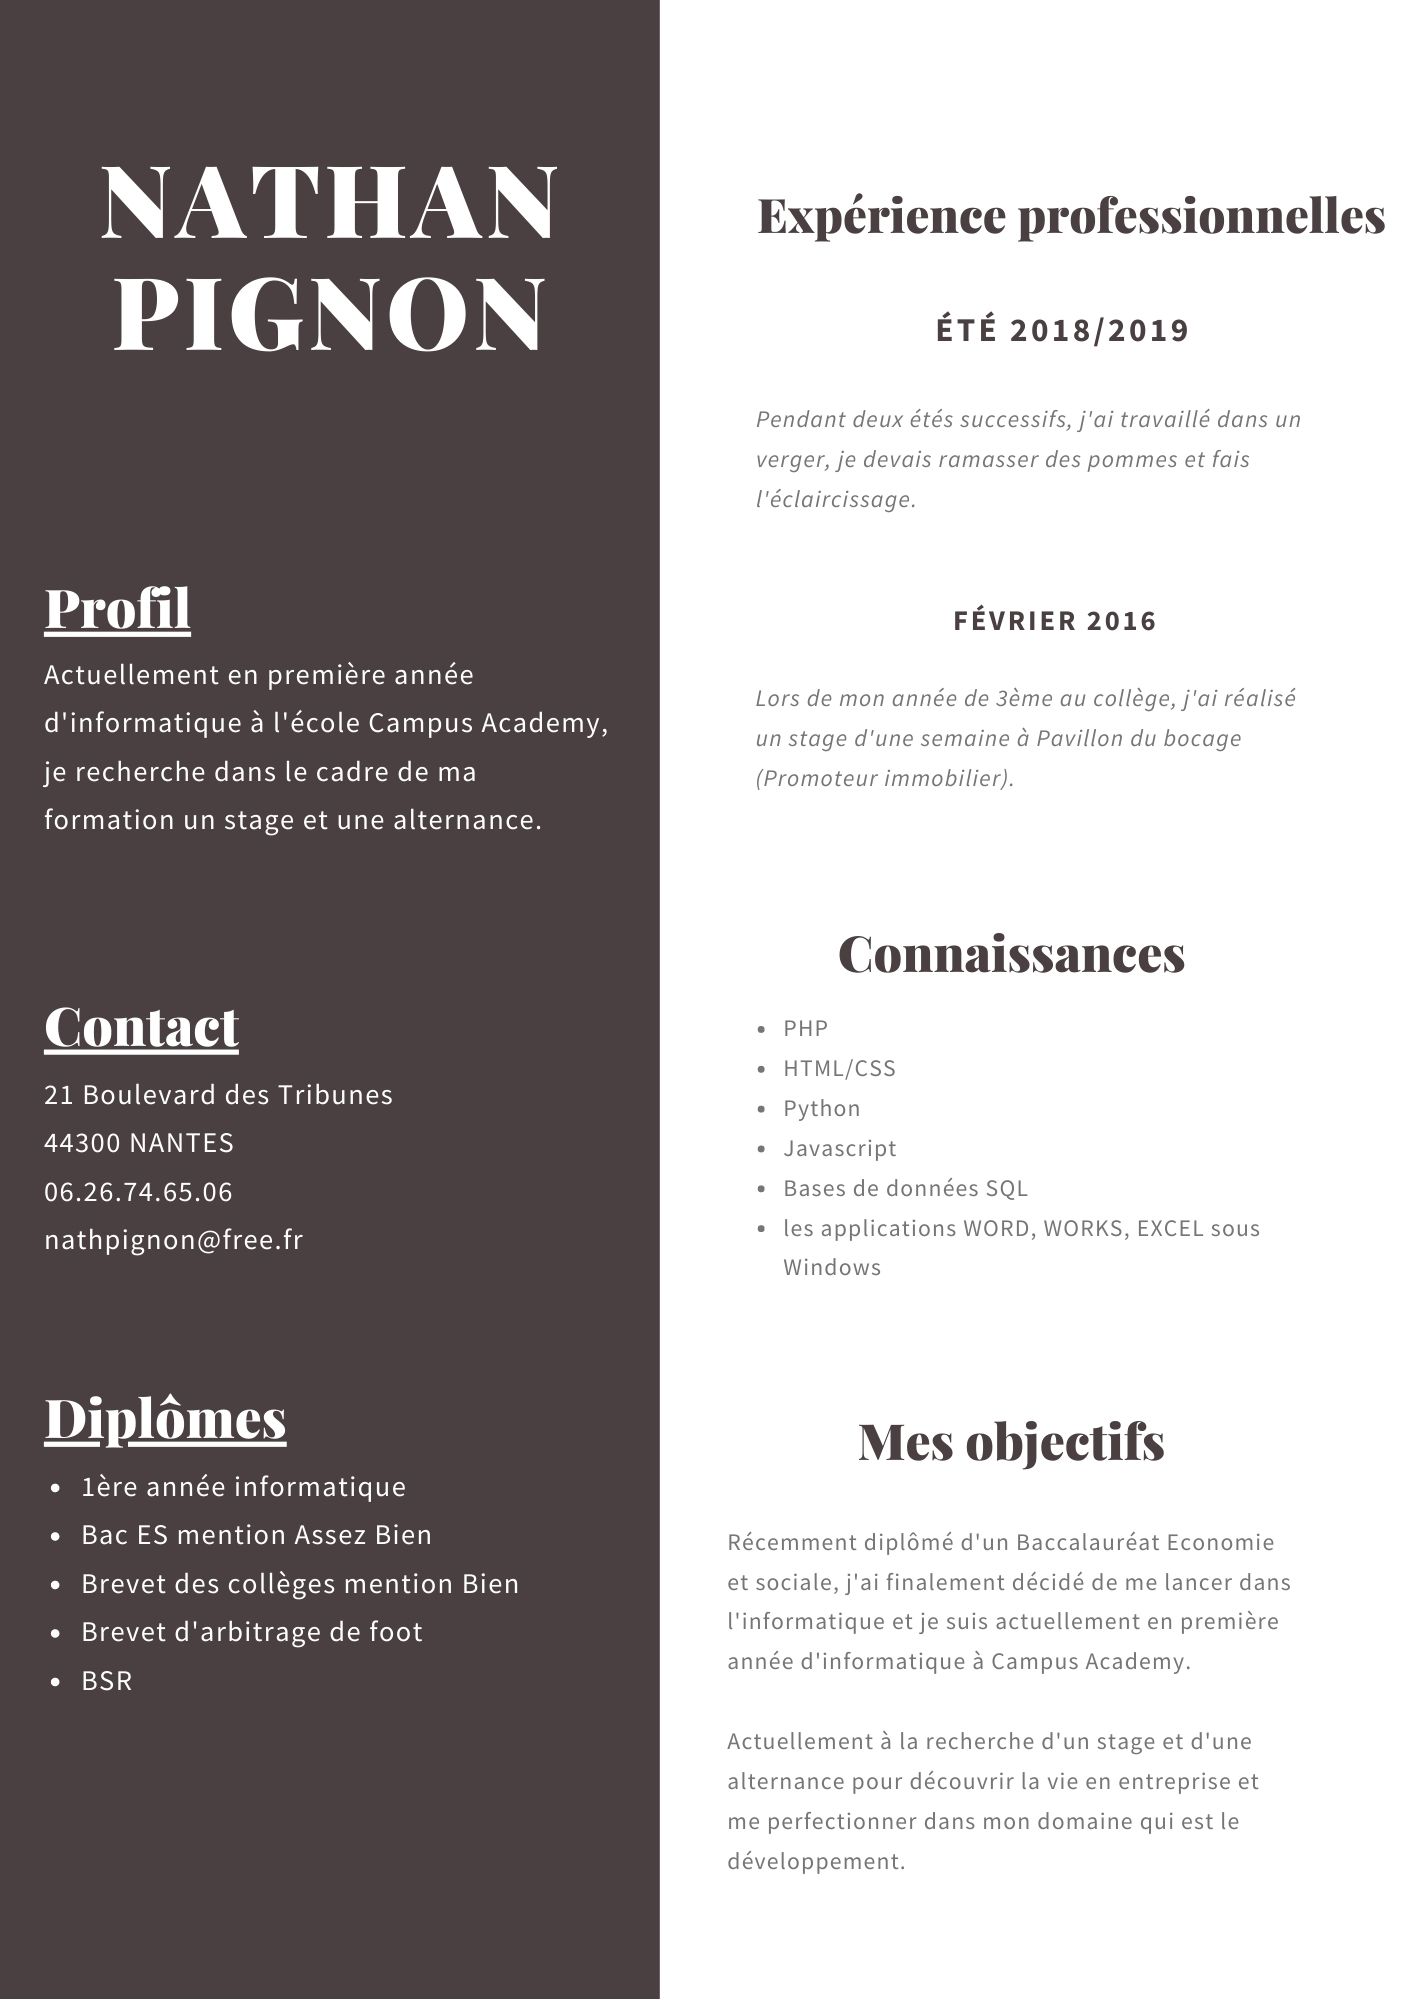 NATHAN
PIGNON
Profil
Actuellement en première année
d'informatique à l'école Campus Academy,
je recherche dans le cadre de ma
formation un stage et une alternance.
Contact
21 Boulevard des Tribunes
44300 NANTES
06.26.74.65.06
nathpignon@free.fr
Diplômes
• 1ère année informatique
• Bac ES mention Assez Bien
• Brevet des collèges mention Bien
• Brevet d'arbitrage de foot
• BSR
Expérience professionnelles
ÉTÉ 2018/2019
Pendant deux étés successifs, j'ai travaillé dans un
verger, je devais ramasser des pommes et fais
l'éclaircissage.
FÉVRIER 2016
Lors de mon année de 3ème au collège, j'ai réalisé
un stage d'une semaine à Pavillon du bocage
(Promoteur immobilier).
Connaissances
• PHP
• HTML/CSS
• Python
• Javascript
• Bases de données SQL
• les applications WORD, WORKS, EXCEL sous
Windows
Mes objectifs
Récemment diplômé d'un Baccalauréat Economie
et sociale, j'ai finalement décidé de me lancer dans
l'informatique et je suis actuellement en première
année d'informatique à Campus Academy.
Actuellement à la recherche d'un stage et d'une
alternance pour découvrir la vie en entreprise et
me perfectionner dans mon domaine qui est le
développement.